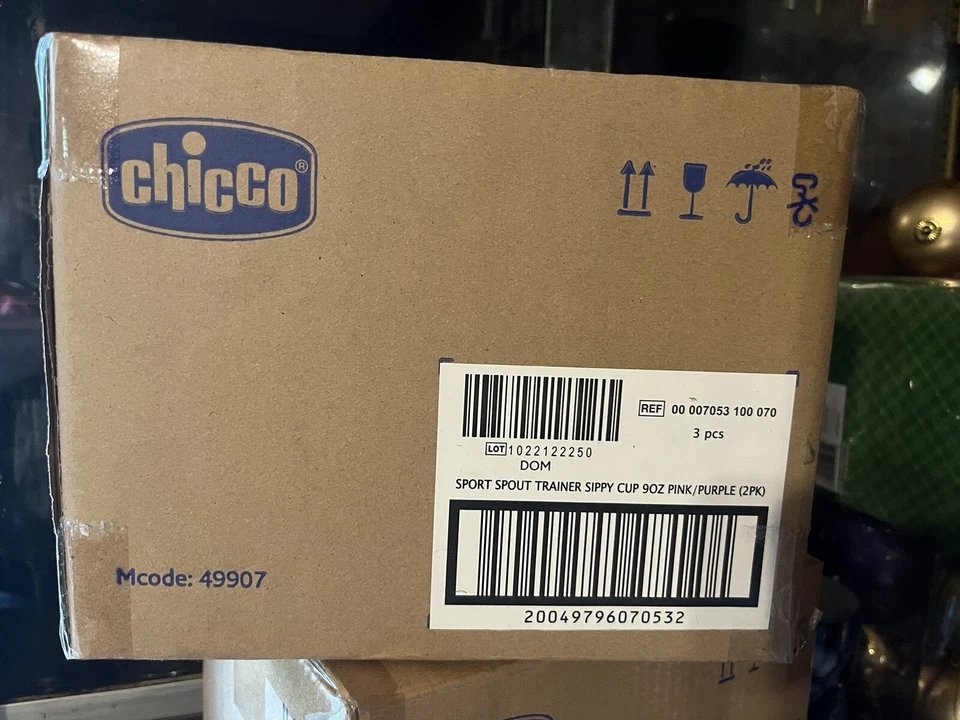 chicco®
REF 00 007053 100 070
3 pcs
LOT 1022122250
DOM
SPORT SPOUT TRAINER SIPPY CUP 9OZ PINK/PURPLE (2PK)
20049796070532
Mcode: 49907